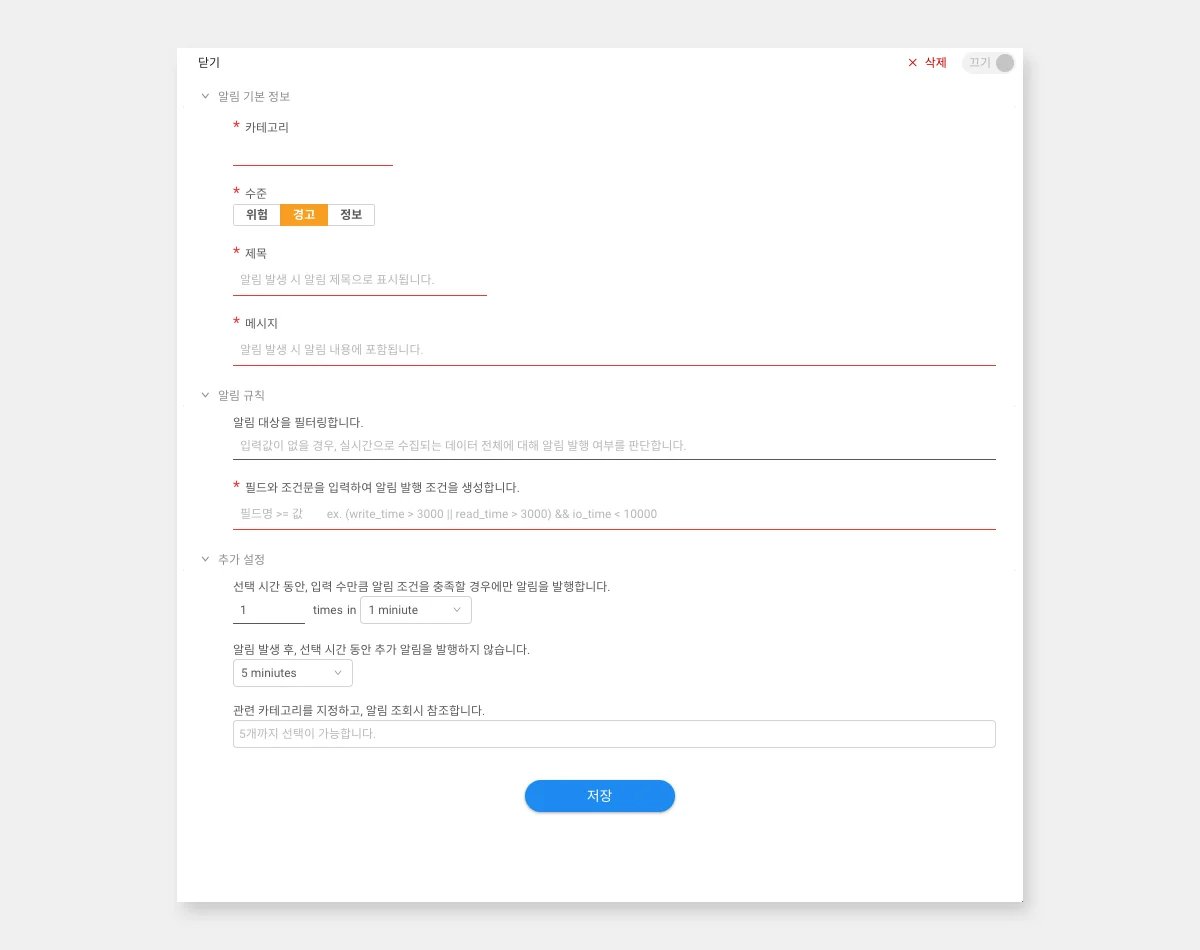 닫기
× 삭제 끄기
알림 기본 정보
* 카테고리
* 수준
위험 경고 정보
* 제목
알림 발생 시 알림 제목으로 표시됩니다.
* 메시지
알림 발생 시 알림 내용에 포함됩니다.
알림 규칙
알림 대상을 필터링합니다.
입력값이 없을 경우, 실시간으로 수집되는 데이터 전체에 대해 알림 발행 여부를 판단합니다.
* 필드와 조건문을 입력하여 알림 발행 조건을 생성합니다.
필드명 >= 값 ex. (write_time > 3000 || read_time > 3000) && io_time < 10000
추가 설정
선택 시간 동안, 입력 수만큼 알림 조건을 충족할 경우에만 알림을 발행합니다.
1 times in 1 miniute
알림 발생 후, 선택 시간 동안 추가 알림을 발행하지 않습니다.
5 miniutes
관련 카테고리를 지정하고, 알림 조회시 참조합니다.
5개까지 선택이 가능합니다.
저장